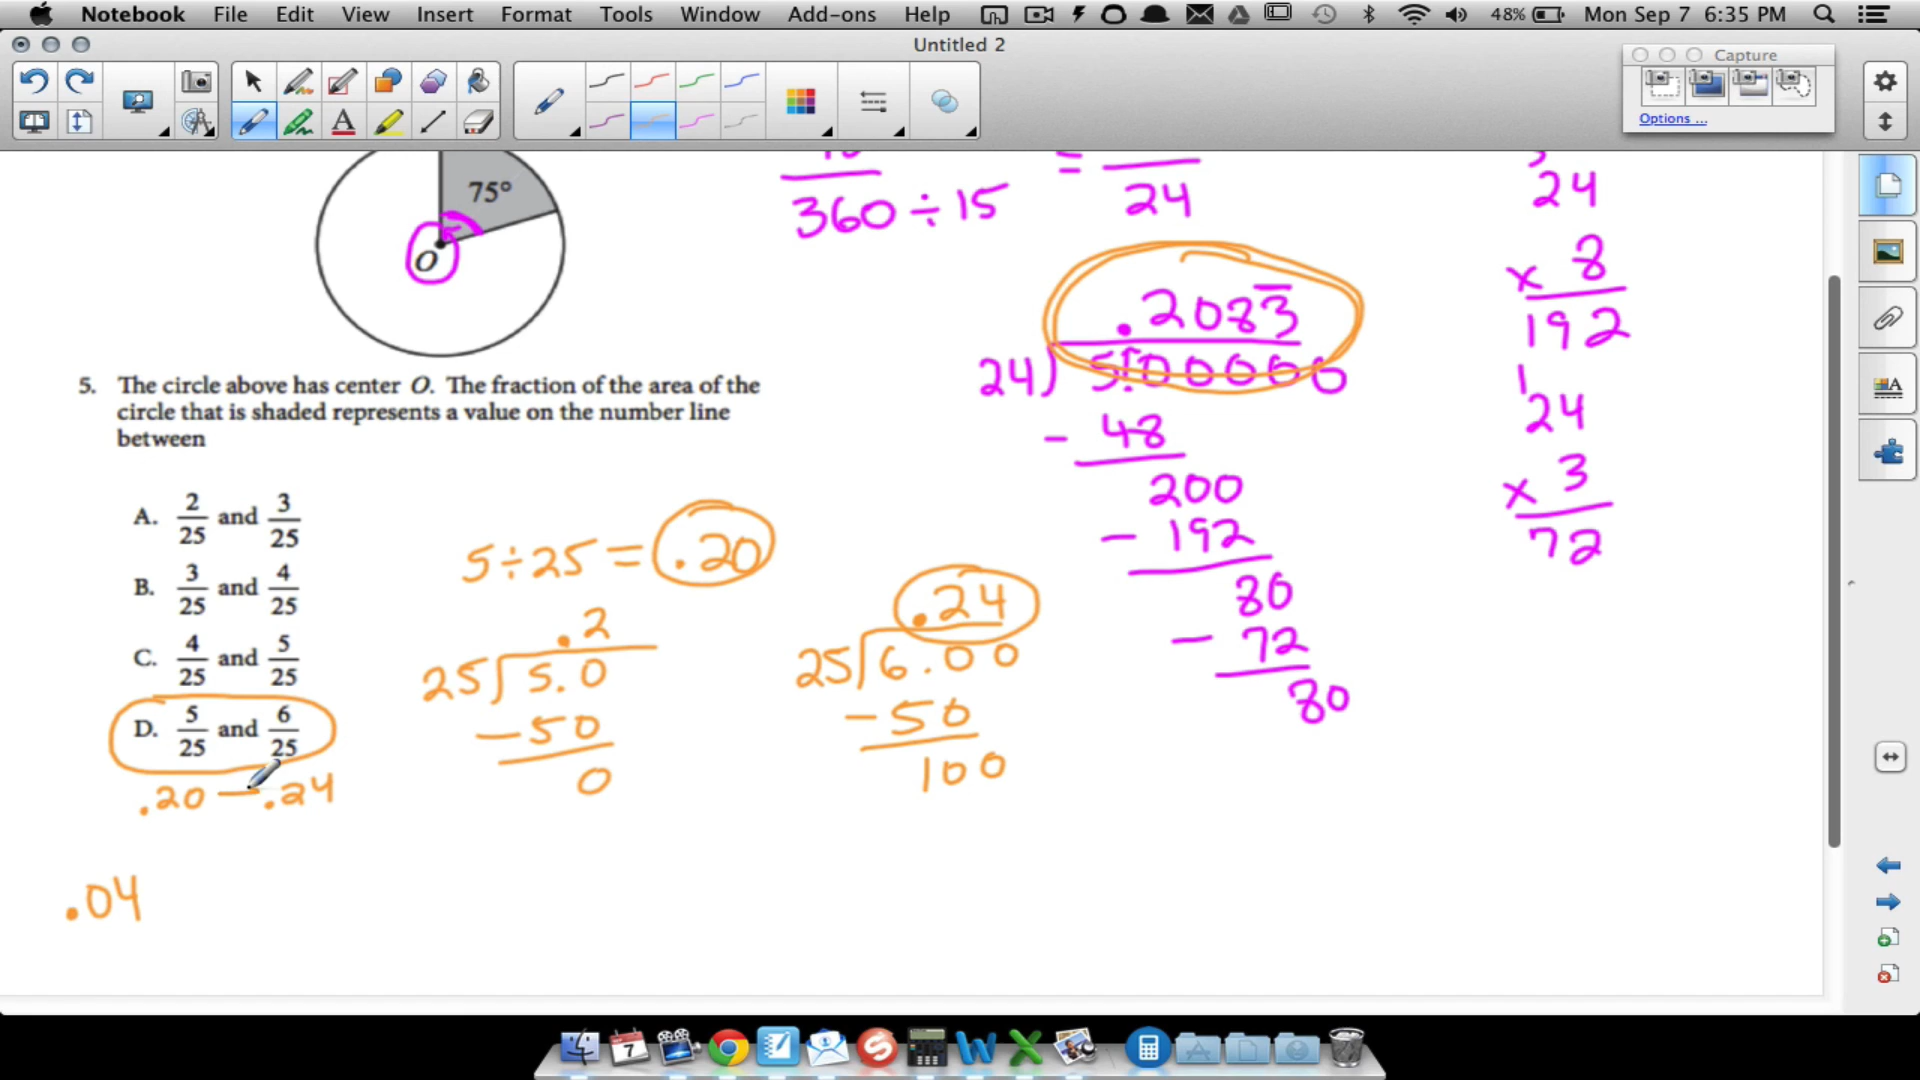 Notebook File Edit View Insert Format Tools Window Add-ons Help 48% Mon Sep 7 6:35 PM
Untitled 2
Capture
Options ...
75°
O
360 ÷ 15 = 24
24
× 8
192
1
24
× 3
72
.2083̅
24) 5.00000
- 48
200
- 192
80
- 72
80
5. The circle above has center O. The fraction of the area of the
circle that is shaded represents a value on the number line
between
A. 2/25 and 3/25
B. 3/25 and 4/25
C. 4/25 and 5/25
D. 5/25 and 6/25
.20 — .24
.04
5÷25 = .20
.2
25) 5.0
-50
0
.24
25) 6.00
-50
100
7
A